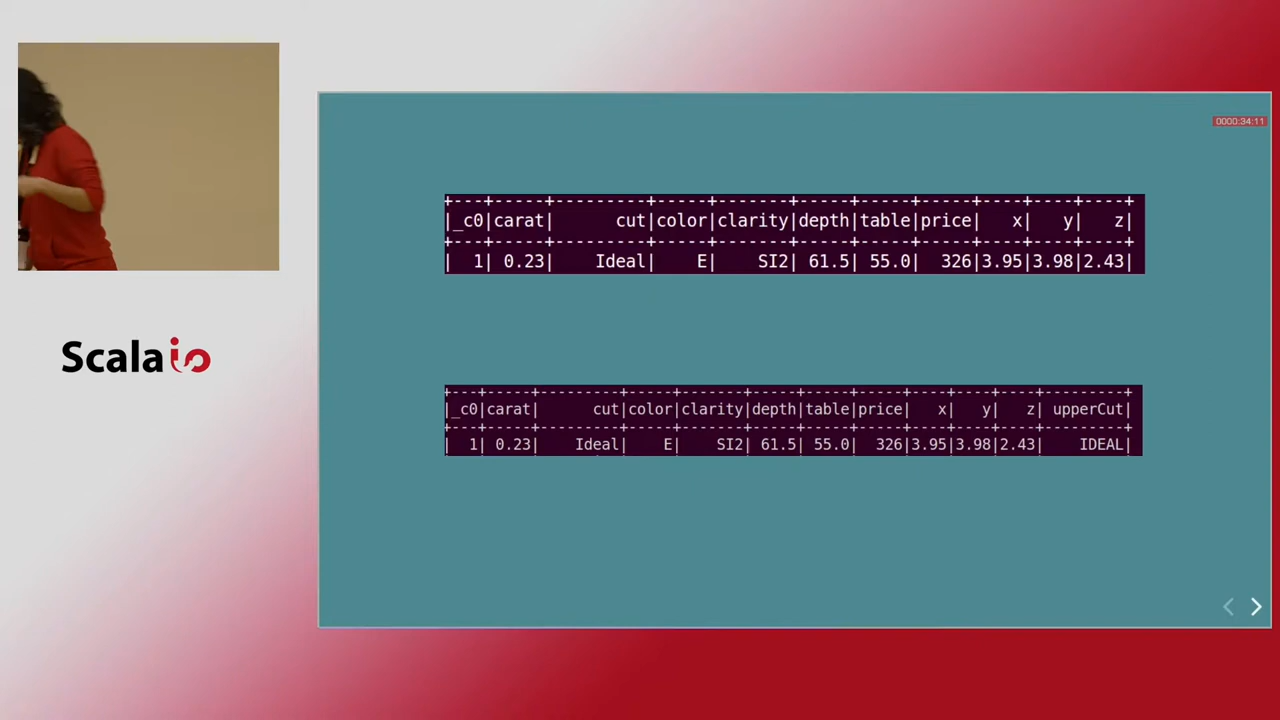 0000:34:11
+---+-----+---------+-----+-------+-----+-----+-----+----+----+----+
|_c0|carat|      cut|color|clarity|depth|table|price|   x|   y|   z|
+---+-----+---------+-----+-------+-----+-----+-----+----+----+----+
|  1| 0.23|    Ideal|    E|    SI2| 61.5| 55.0|  326|3.95|3.98|2.43|
Scalaio
+---+-----+---------+-----+-------+-----+-----+-----+----+----+----+---------+
|_c0|carat|      cut|color|clarity|depth|table|price|   x|   y|   z| upperCut|
+---+-----+---------+-----+-------+-----+-----+-----+----+----+----+---------+
|  1| 0.23|    Ideal|    E|    SI2| 61.5| 55.0|  326|3.95|3.98|2.43|    IDEAL|